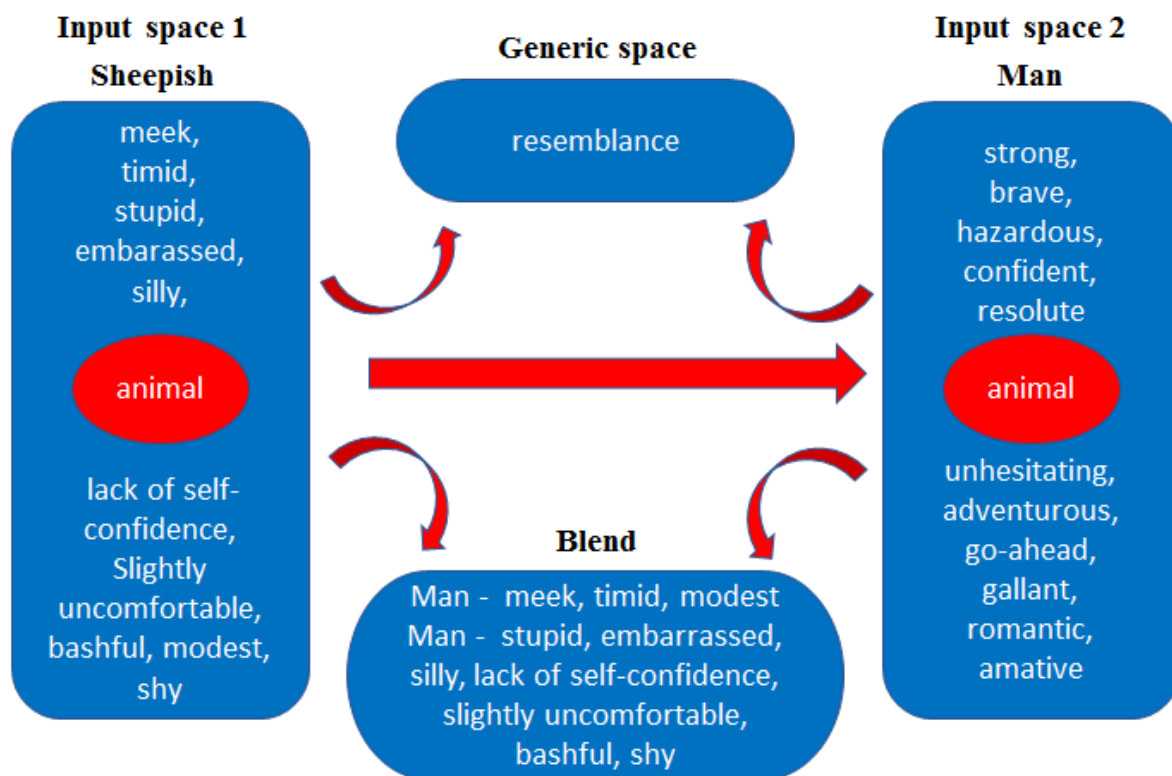 Input space 1
Sheepish
meek,
timid,
stupid,
embarassed,
silly,
animal
lack of self-
confidence,
Slightly
uncomfortable,
bashful, modest,
shy
Generic space
resemblance
Input space 2
Man
strong,
brave,
hazardous,
confident,
resolute
animal
unhesitating,
adventurous,
go-ahead,
gallant,
romantic,
amative
Blend
Man - meek, timid, modest
Man - stupid, embarrassed,
silly, lack of self-confidence,
slightly uncomfortable,
bashful, shy